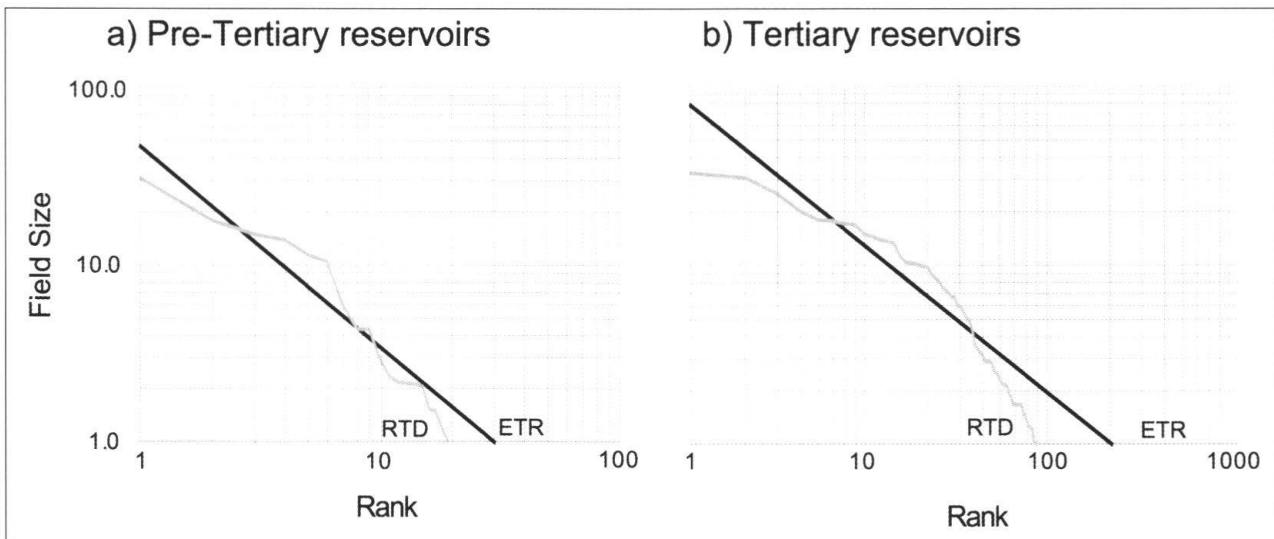 a) Pre-Tertiary reservoirs
100.0
10.0
1.0
Field Size
RTD
ETR
1 10 100
Rank
b) Tertiary reservoirs
RTD
ETR
1 10 100 1000
Rank